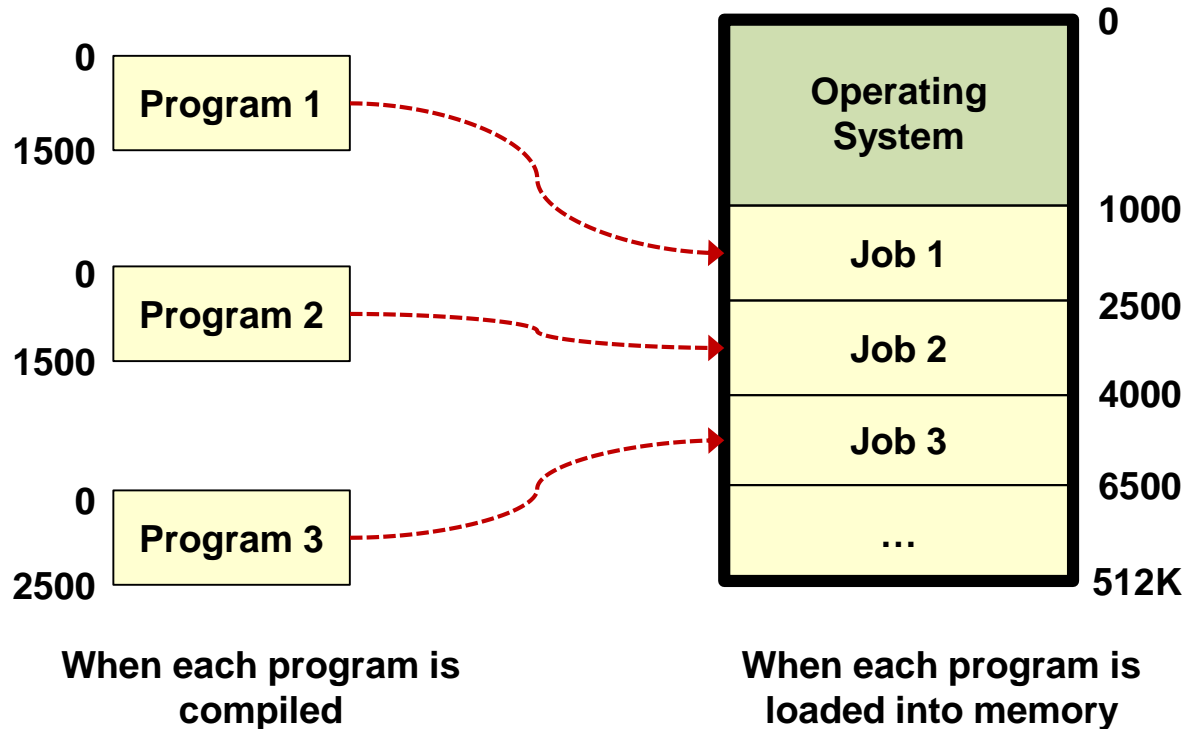 0
Program 1
1500
0
Program 2
1500
0
Program 3
2500
When each program is
compiled
0
Operating
System
1000
Job 1
2500
Job 2
4000
Job 3
6500
…
512K
When each program is
loaded into memory